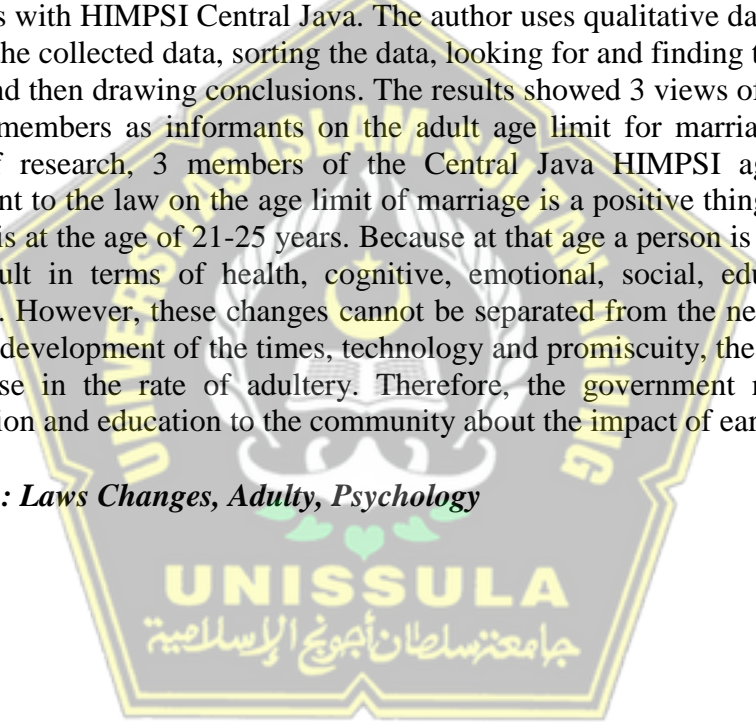 s with HIMPSI Central Java. The author uses qualitative da
he collected data, sorting the data, looking for and finding t
nd then drawing conclusions. The results showed 3 views of
members as informants on the adult age limit for marria
f research, 3 members of the Central Java HIMPSI ag
nt to the law on the age limit of marriage is a positive thing
is at the age of 21-25 years. Because at that age a person is
ult in terms of health, cognitive, emotional, social, edu
. However, these changes cannot be separated from the ne
development of the times, technology and promiscuity, the
se in the rate of adultery. Therefore, the government
ion and education to the community about the impact of ear
: Laws Changes, Adulty, Psychology
UNIVERSITAS ISLAM SULTAN AGUNG
UNISSULA
جامعته سلطان أجونج الإسلامية